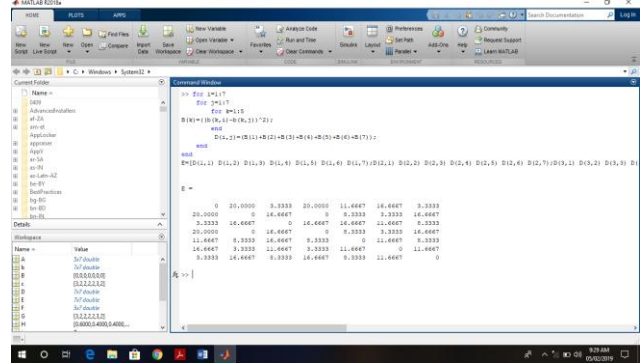 MATLAB R2018a
HOME PLOTS APPS
Search Documentation Log In
New Script
New Live Script
New
Open
Find Files
Compare
Import Data
Save Workspace
New Variable
Open Variable
Clear Workspace
Favorites
Analyze Code
Run and Time
Clear Commands
Simulink
Layout
Preferences
Set Path
Parallel
Add-Ons
Help
Community
Request Support
Learn MATLAB
FILE VARIABLE CODE SIMULINK ENVIRONMENT RESOURCES
C: Windows System32
Current Folder
Name
0409
AdvancedInstallers
af-ZA
am-et
AppLocker
appraiser
AppV
ar-SA
as-IN
az-Latn-AZ
be-BY
BestPractices
bg-BG
bn-BD
bn-IN
Details
Workspace
Name Value
A 5x7 double
b 5x7 double
B [0,0,0,0,0,0,0]
c [3,2,2,2,2,3,2]
D 7x7 double
E 7x7 double
F 5x7 double
G [3,2,2,2,2,3,2]
H [0.6000,0.4000,0.4000,...
Command Window
>> for i=1:7
for j=1:7
for k=1:5
B(k)=((b(k,i)-b(k,j))^2);
end
D(i,j)=(B(1)+B(2)+B(3)+B(4)+B(5)+B(6)+B(7));
end
end
E=[D(1,1) D(1,2) D(1,3) D(1,4) D(1,5) D(1,6) D(1,7);D(2,1) D(2,2) D(2,3) D(2,4) D(2,5) D(2,6) D(2,7);D(3,1) D(3,2) D(3,3) D(
E =
0 20.0000 3.3333 20.0000 11.6667 16.6667 3.3333
20.0000 0 16.6667 0 8.3333 3.3333 16.6667
3.3333 16.6667 0 16.6667 16.6667 11.6667 8.3333
20.0000 0 16.6667 0 8.3333 3.3333 16.6667
11.6667 8.3333 16.6667 8.3333 0 11.6667 8.3333
16.6667 3.3333 11.6667 3.3333 11.6667 0 11.6667
3.3333 16.6667 8.3333 16.6667 8.3333 11.6667 0
fx >>
9:29 AM
05/02/2019